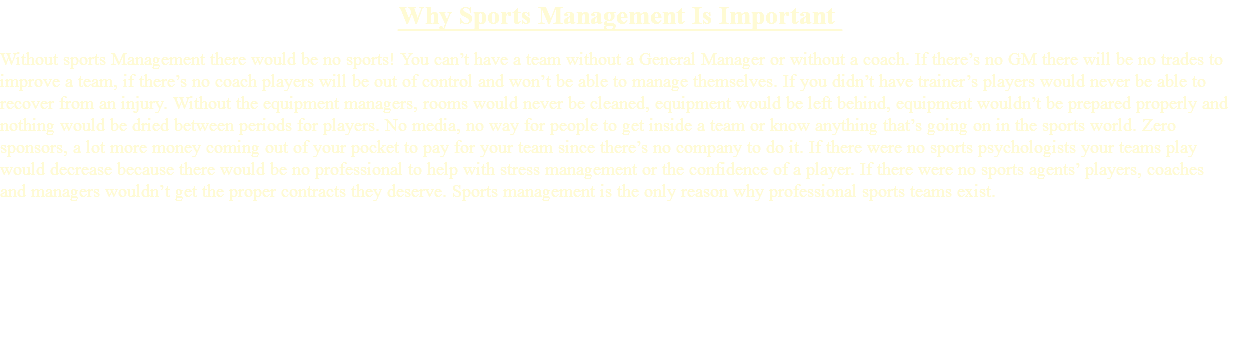 Why Sports Management Is Important
Without sports Management there would be no sports! You can't have a team without a General Manager or without a coach. If there's no GM there will be no trades to
improve a team, if there's no coach players will be out of control and won't be able to manage themselves. If you didn't have trainer's players would never be able to
recover from an injury. Without the equipment managers, rooms would never be cleaned, equipment would be left behind, equipment wouldn't be prepared properly and
nothing would be dried between periods for players. No media, no way for people to get inside a team or know anything that's going on in the sports world. Zero
sponsors, a lot more money coming out of your pocket to pay for your team since there's no company to do it. If there were no sports psychologists your teams play
would decrease because there would be no professional to help with stress management or the confidence of a player. If there were no sports agents' players, coaches
and managers wouldn't get the proper contracts they deserve. Sports management is the only reason why professional sports teams exist.